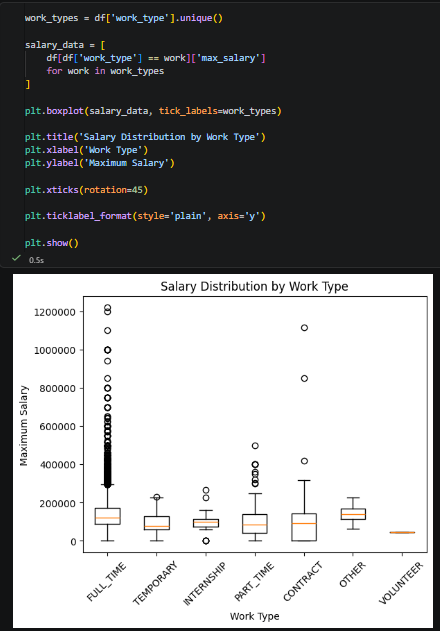 work_types = df['work_type'].unique()
salary_data = [
    df[df['work_type'] == work]['max_salary']
    for work in work_types
]
plt.boxplot(salary_data, tick_labels=work_types)
plt.title('Salary Distribution by Work Type')
plt.xlabel('Work Type')
plt.ylabel('Maximum Salary')
plt.xticks(rotation=45)
plt.ticklabel_format(style='plain', axis='y')
plt.show()
0.5s
Salary Distribution by Work Type
1200000
1000000
800000
600000
400000
200000
0
Maximum Salary
FULL_TIME
TEMPORARY
INTERNSHIP
PART_TIME
CONTRACT
OTHER
VOLUNTEER
Work Type